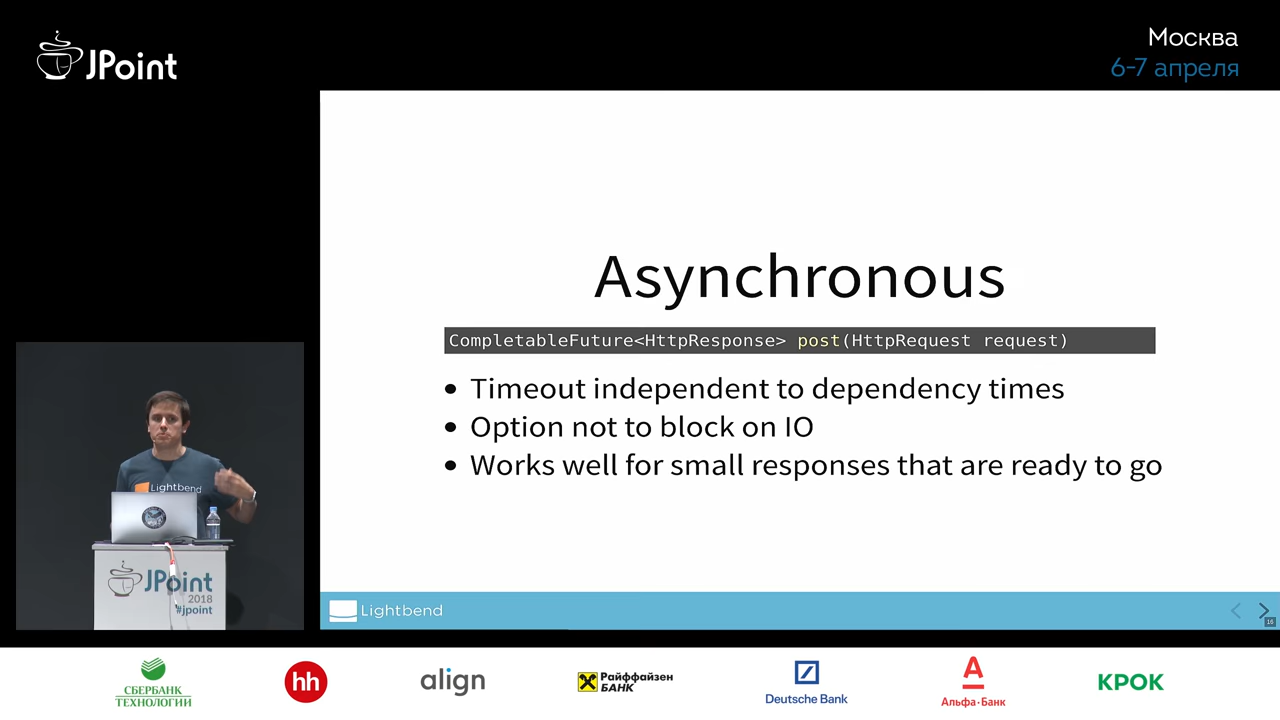 JPoint
Москва
6-7 апреля
Asynchronous
CompletableFuture<HttpResponse> post(HttpRequest request)
Timeout independent to dependency times
Option not to block on IO
Works well for small responses that are ready to go
Lightbend
JPoint
2018
#jpoint
Lightbend
16
СБЕРБАНК
ТЕХНОЛОГИИ
hh
align
Райффайзен
БАНК
Deutsche Bank
А
Альфа·Банк
КРОК